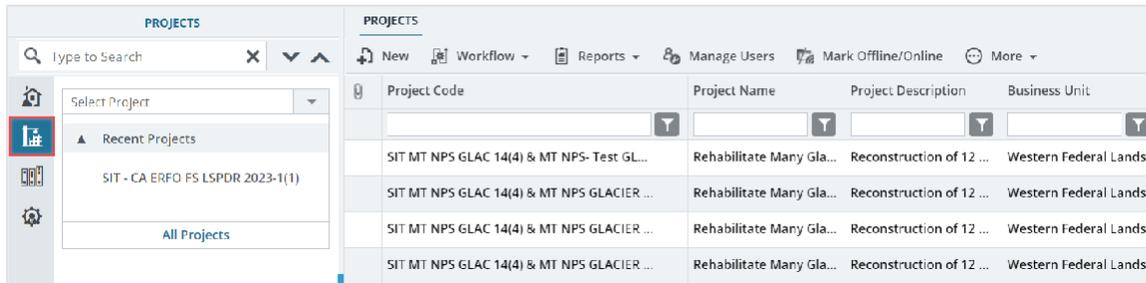 PROJECTS
Type to Search
Select Project
Recent Projects
SIT - CA ERFO FS LSPDR 2023-1(1)
All Projects
PROJECTS
New Workflow Reports Manage Users Mark Offline/Online More
Project Code Project Name Project Description Business Unit
SIT MT NPS GLAC 14(4) & MT NPS- Test GL... Rehabilitate Many Gla... Reconstruction of 12 ... Western Federal Lands
SIT MT NPS GLAC 14(4) & MT NPS GLACIER ... Rehabilitate Many Gla... Reconstruction of 12 ... Western Federal Lands
SIT MT NPS GLAC 14(4) & MT NPS GLACIER ... Rehabilitate Many Gla... Reconstruction of 12 ... Western Federal Lands
SIT MT NPS GLAC 14(4) & MT NPS GLACIER ... Rehabilitate Many Gla... Reconstruction of 12 ... Western Federal Lands